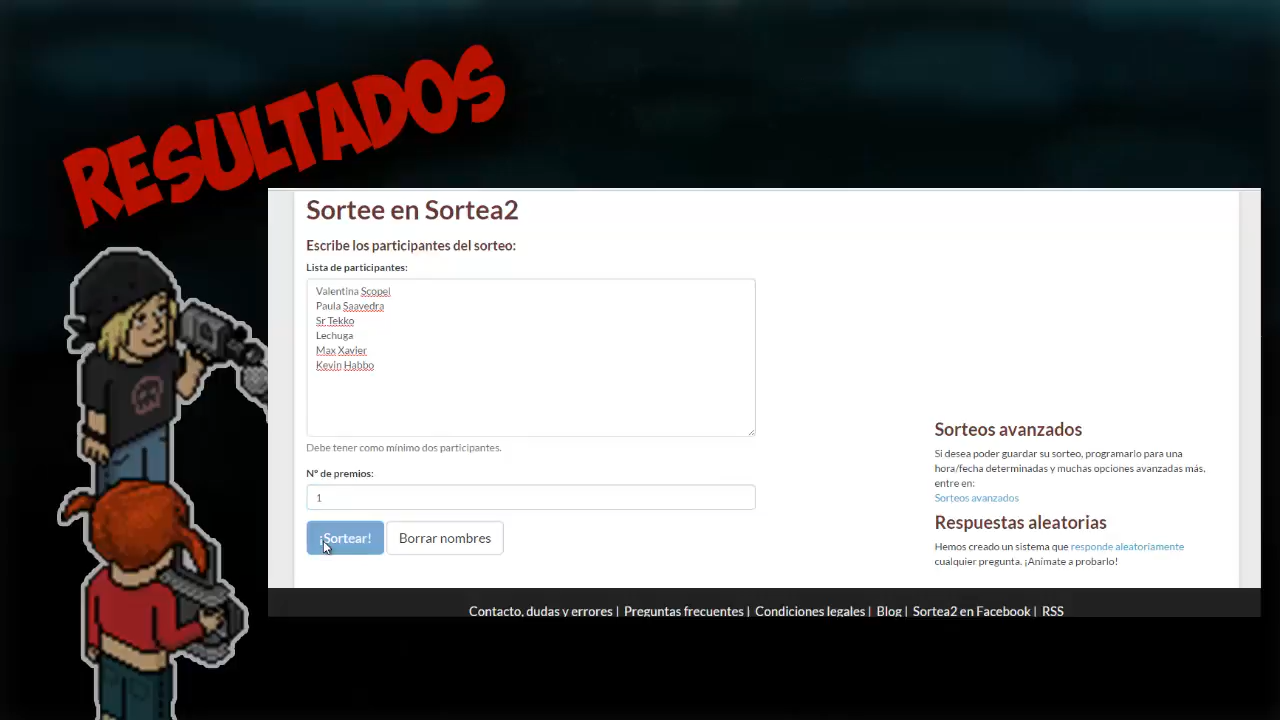 RESULTADOS
Sortee en Sortea2
Escribe los participantes del sorteo:
Lista de participantes:
Valentina Scopel
Paula Saavedra
Sr Tekko
Lechuga
Max Xavier
Kevin Habbo
Debe tener como mínimo dos participantes.
Nº de premios:
1
¡Sortear!
Borrar nombres
Sorteos avanzados
Si desea poder guardar su sorteo, programarlo para una
hora/fecha determinadas y muchas opciones avanzadas más,
entre en:
Sorteos avanzados
Respuestas aleatorias
Hemos creado un sistema que responde aleatoriamente
cualquier pregunta. ¡Anímate a probarlo!
Contacto, dudas y errores | Preguntas frecuentes | Condiciones legales | Blog | Sortea2 en Facebook | RSS